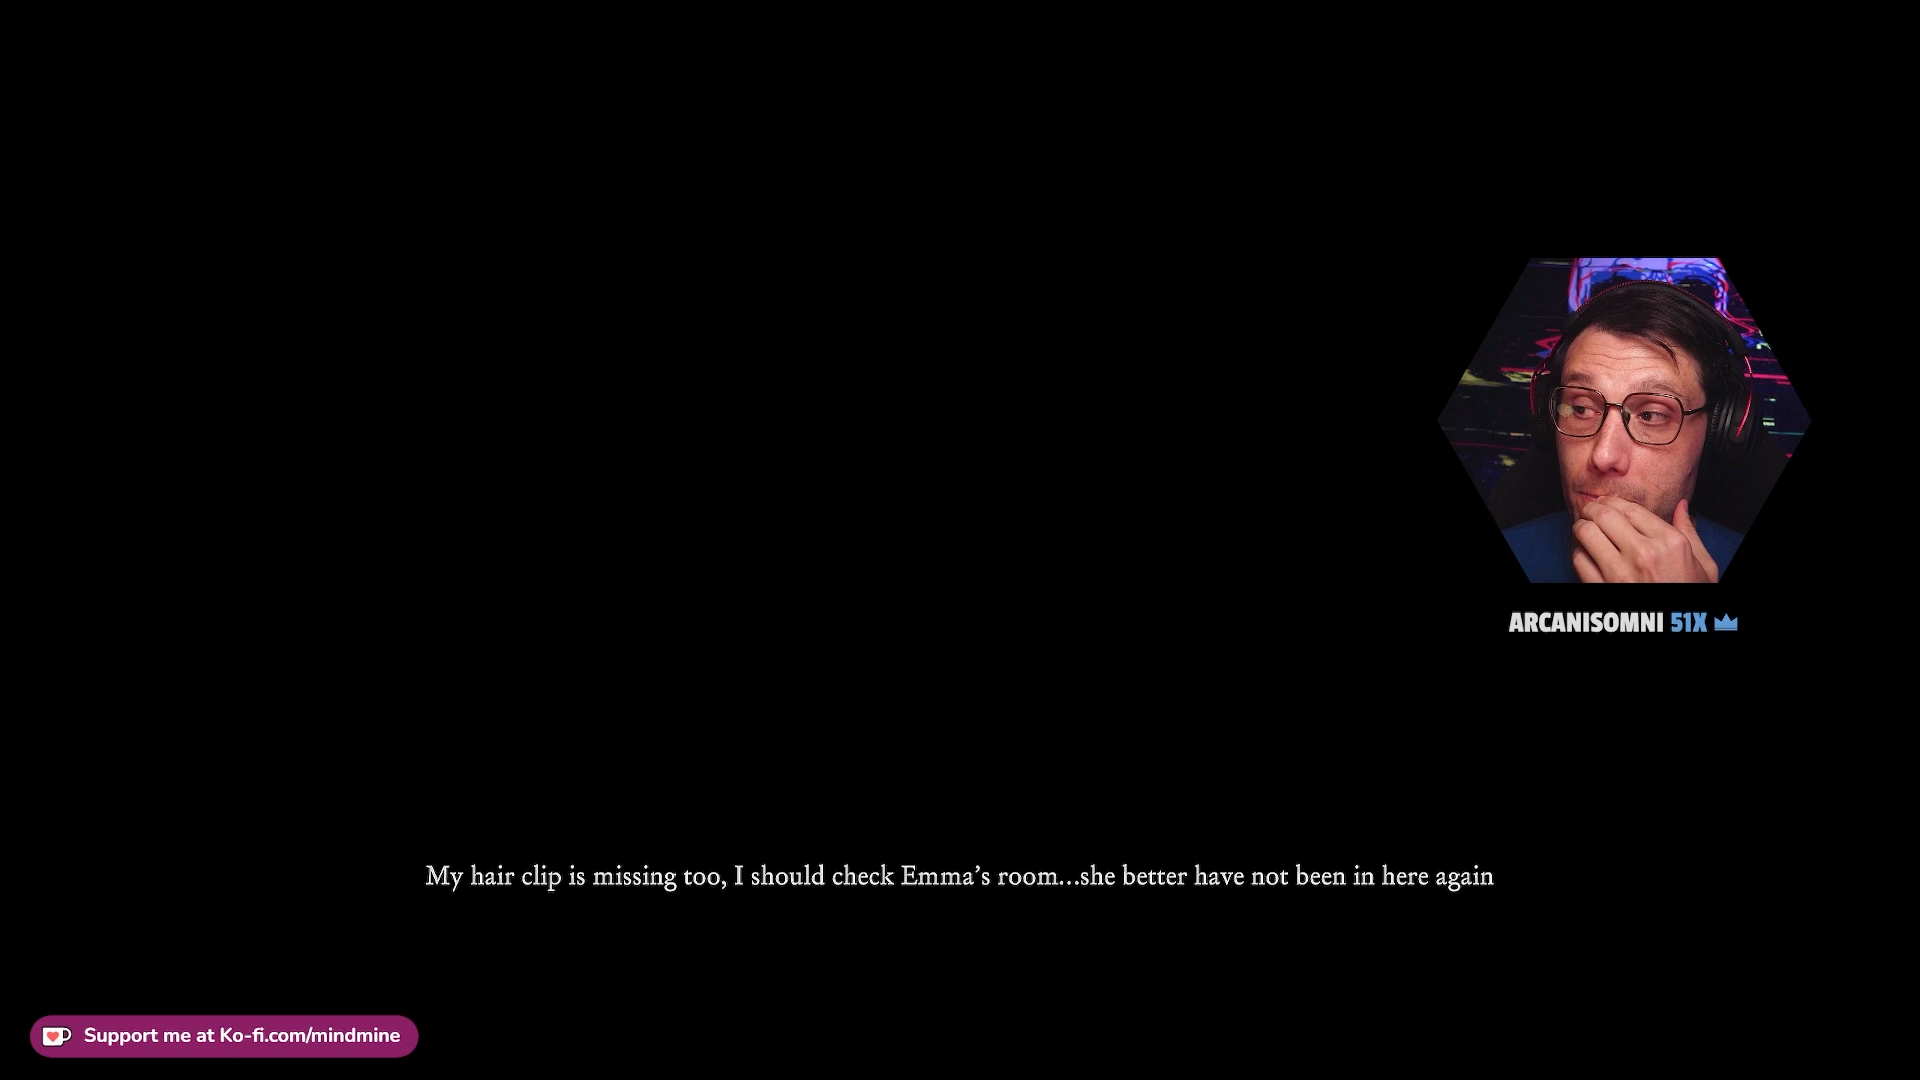 ARCANISOMNI 51X
My hair clip is missing too, I should check Emma's room...she better have not been in here again
Support me at Ko-fi.com/mindmine